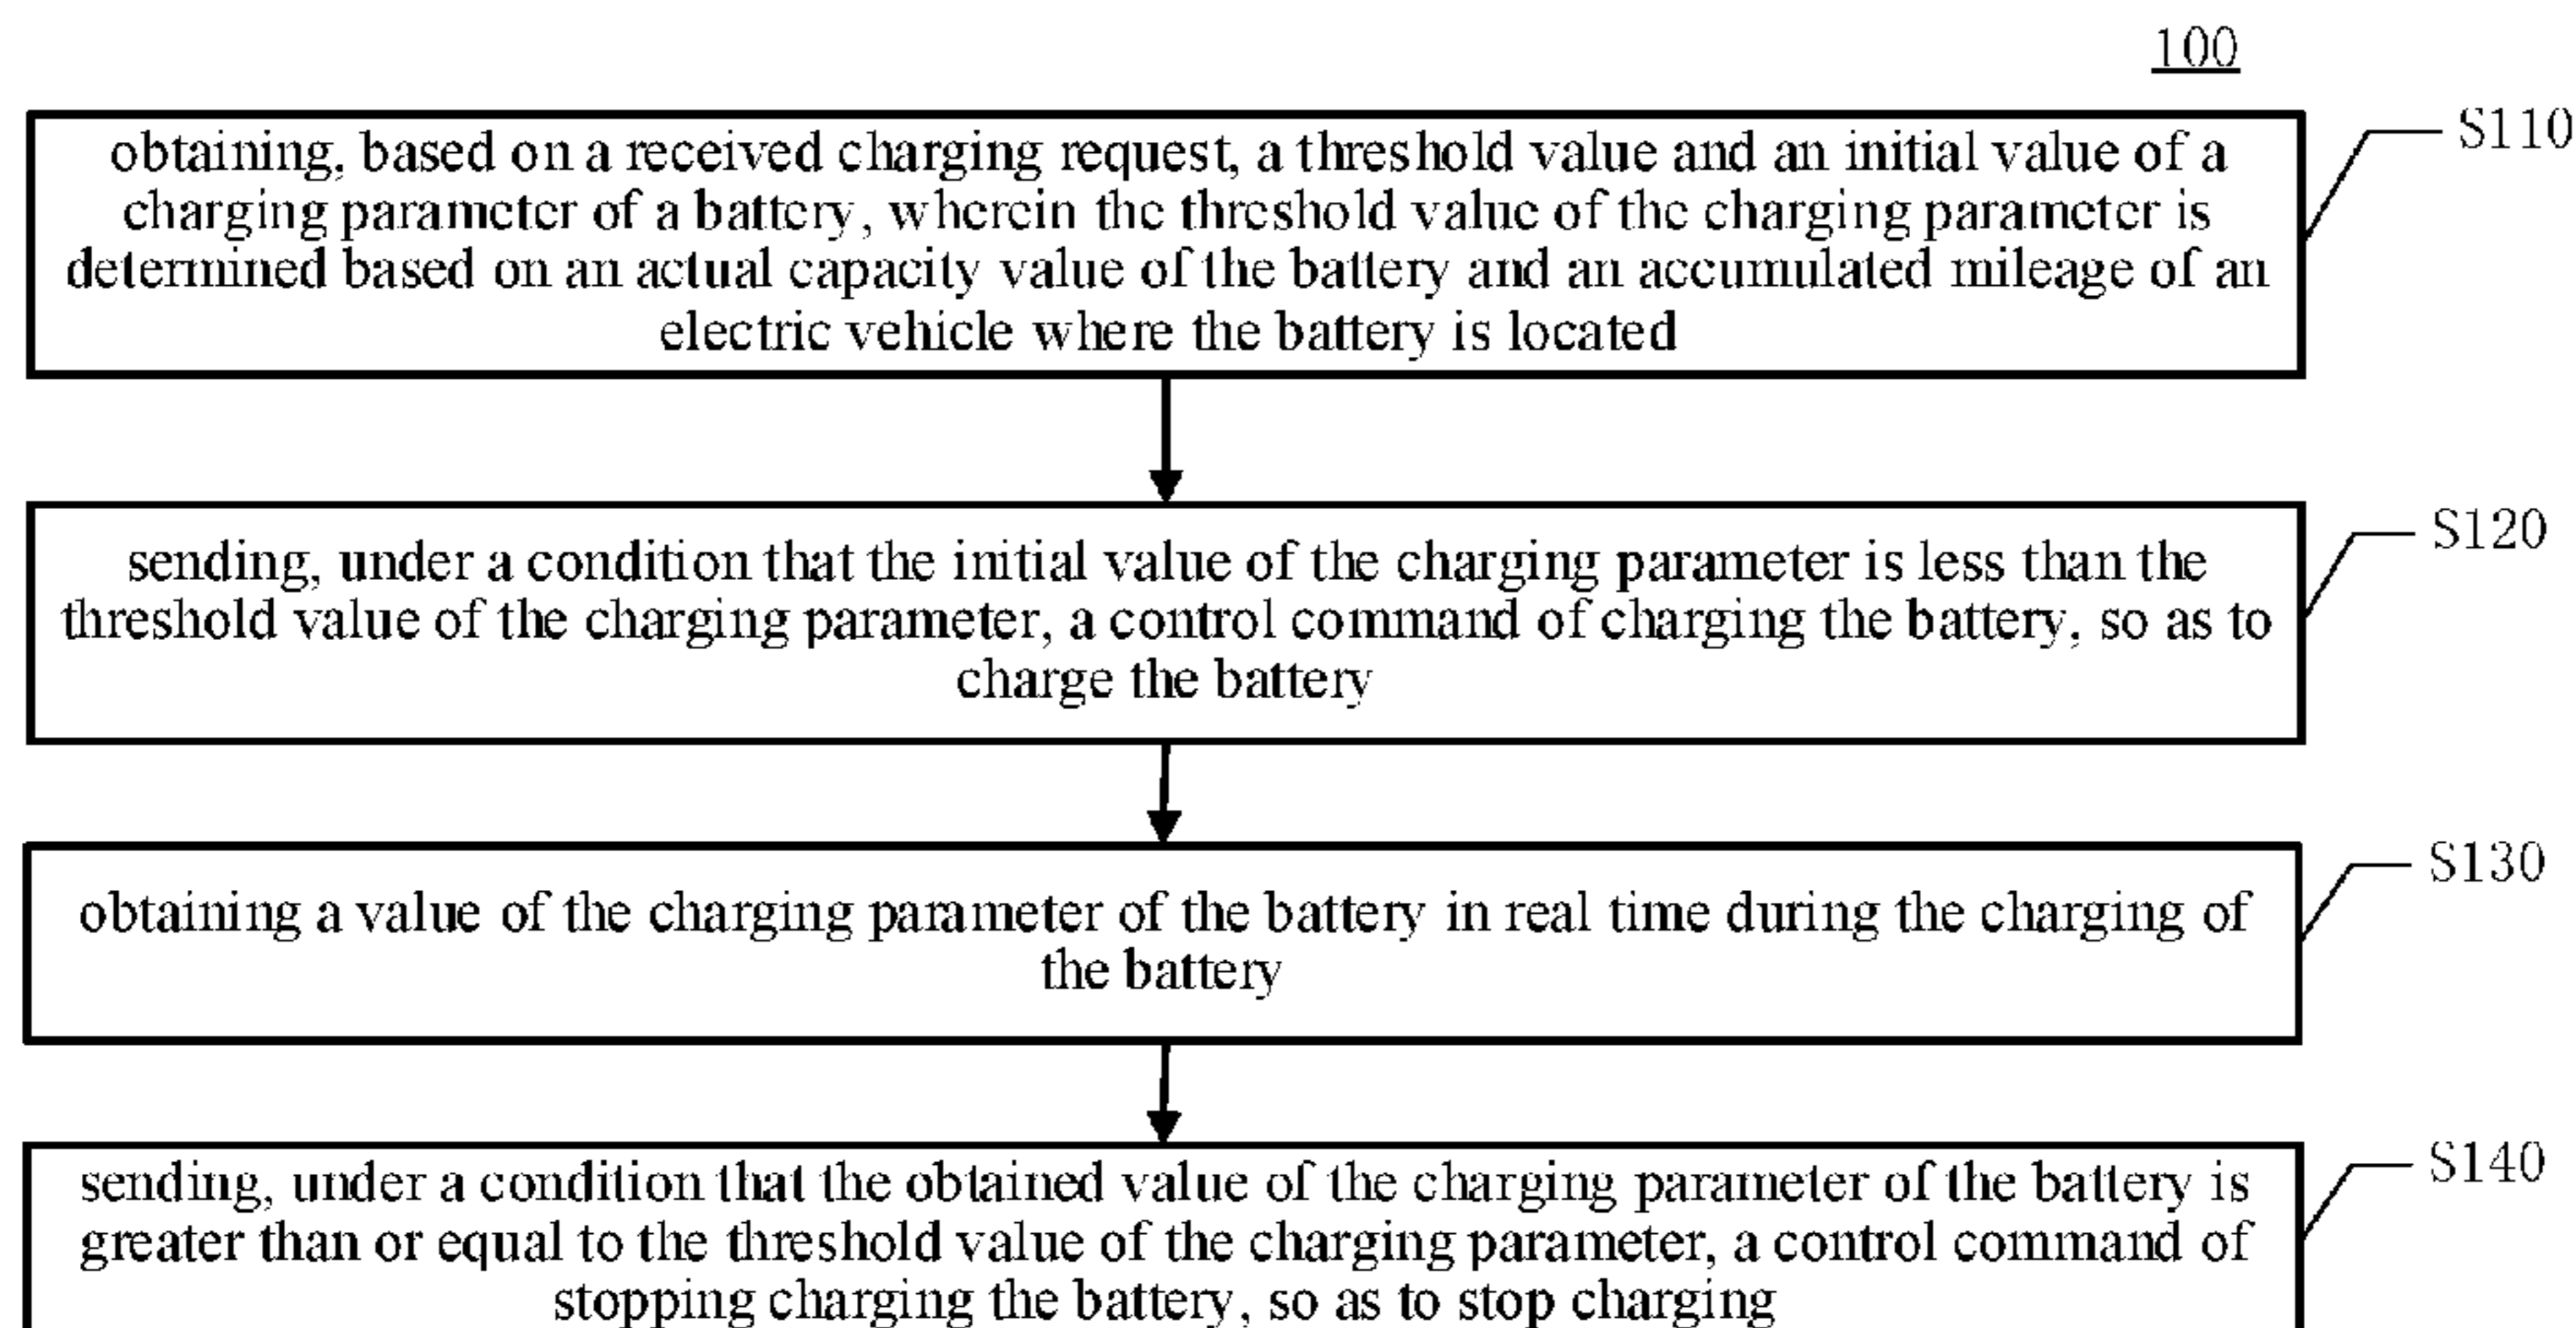 100
obtaining, based on a received charging request, a threshold value and an initial value of a
charging parameter of a battery, wherein the threshold value of the charging parameter is
determined based on an actual capacity value of the battery and an accumulated mileage of an
electric vehicle where the battery is located
S110
sending, under a condition that the initial value of the charging parameter is less than the
threshold value of the charging parameter, a control command of charging the battery, so as to
charge the battery
S120
obtaining a value of the charging parameter of the battery in real time during the charging of
the battery
S130
sending, under a condition that the obtained value of the charging parameter of the battery is
greater than or equal to the threshold value of the charging parameter, a control command of
stopping charging the battery, so as to stop charging
S140